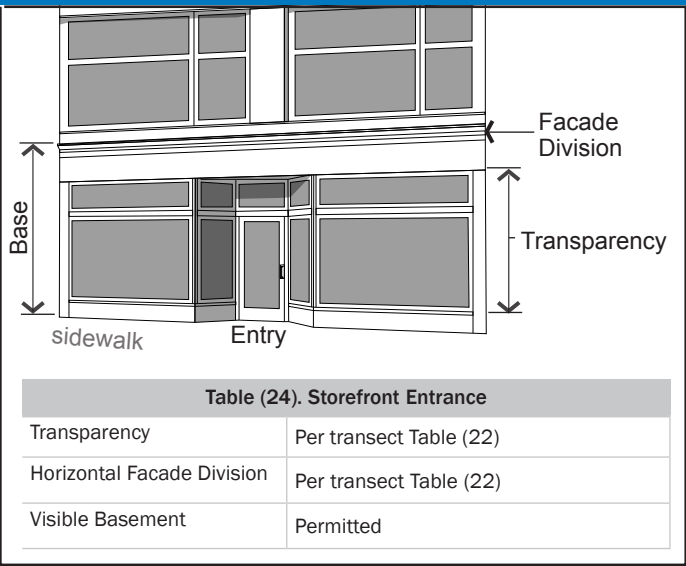 Facade
Division
Base
Transparency
sidewalk
Entry
Table (24). Storefront Entrance
Transparency Per transect Table (22)
Horizontal Facade Division Per transect Table (22)
Visible Basement Permitted